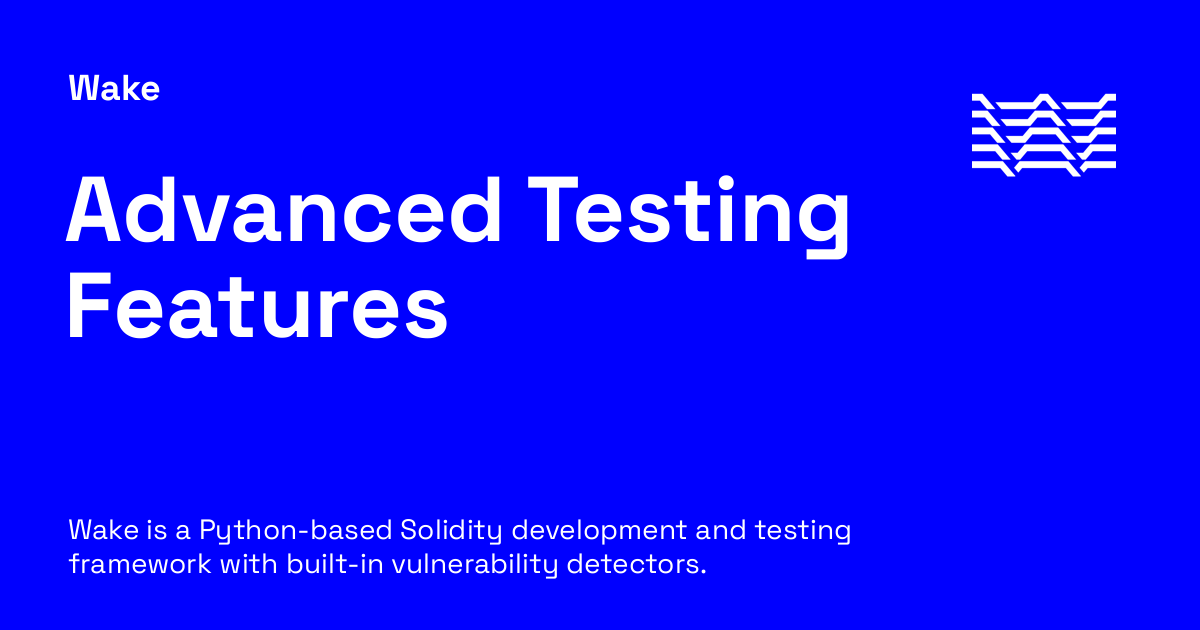 Wake
Advanced Testing
Features
Wake is a Python-based Solidity development and testing
framework with built-in vulnerability detectors.